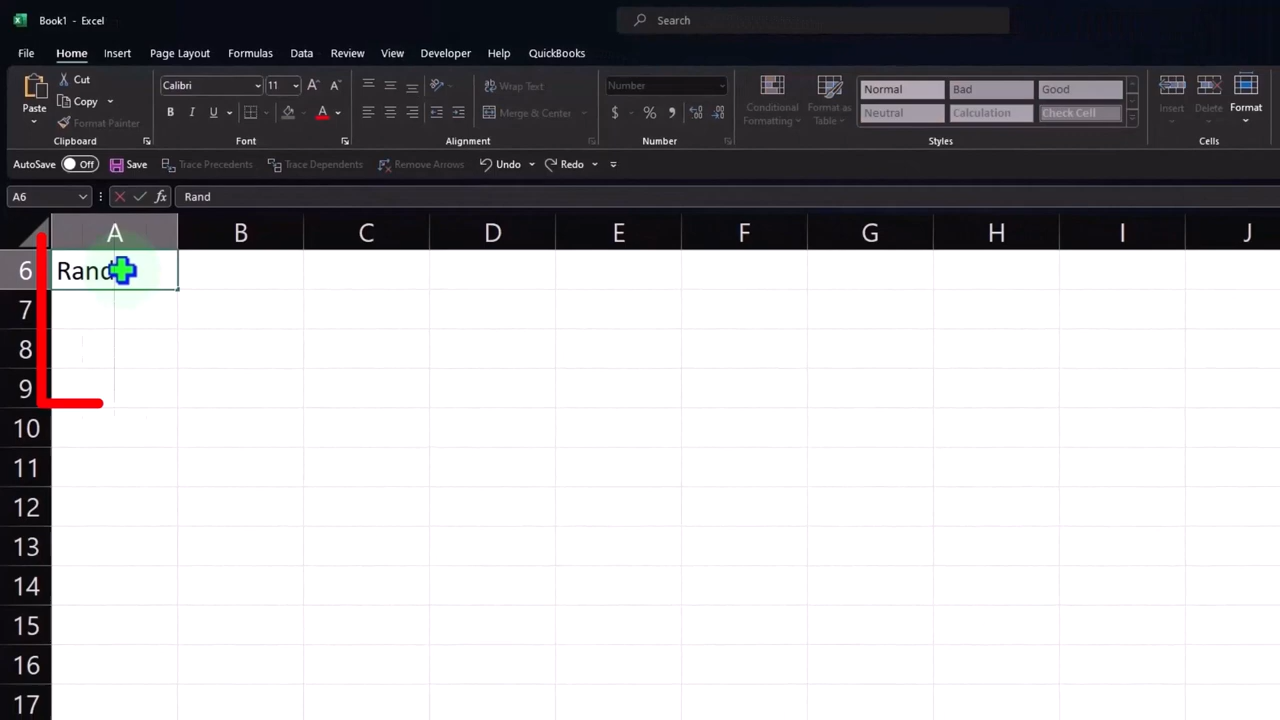 Book1 - Excel
Search
File Home Insert Page Layout Formulas Data Review View Developer Help QuickBooks
Paste
Cut
Copy
Format Painter
Clipboard
Calibri 11 A A
B I U A
Font
Wrap Text
Merge & Center
Alignment
Number
$ % ,
Number
Conditional Formatting
Format as Table
Normal Bad Good
Neutral Calculation Check Cell
Styles
Insert Delete Format
Cells
AutoSave Off Save Trace Precedents Trace Dependents Remove Arrows Undo Redo
A6 fx Rand
A B C D E F G H I J
6 Rand
7
8
9
10
11
12
13
14
15
16
17